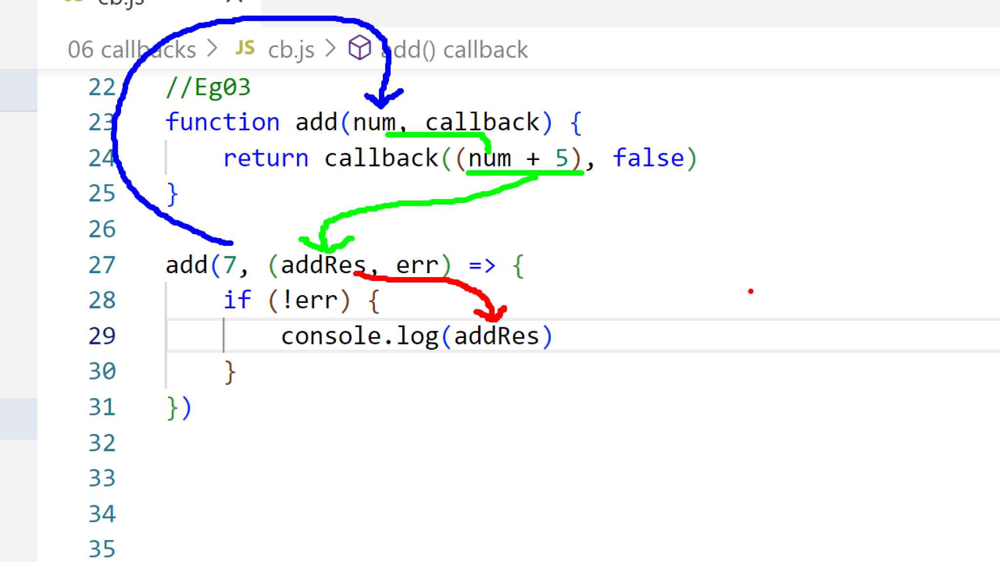 JS cb.js
06 callbacks > JS cb.js > add() callback
22 //Eg03
23 function add(num, callback) {
24 return callback((num + 5), false)
25 }
26
27 add(7, (addRes, err) => {
28 if (!err) {
29 console.log(addRes)
30 }
31 })
32
33
34
35